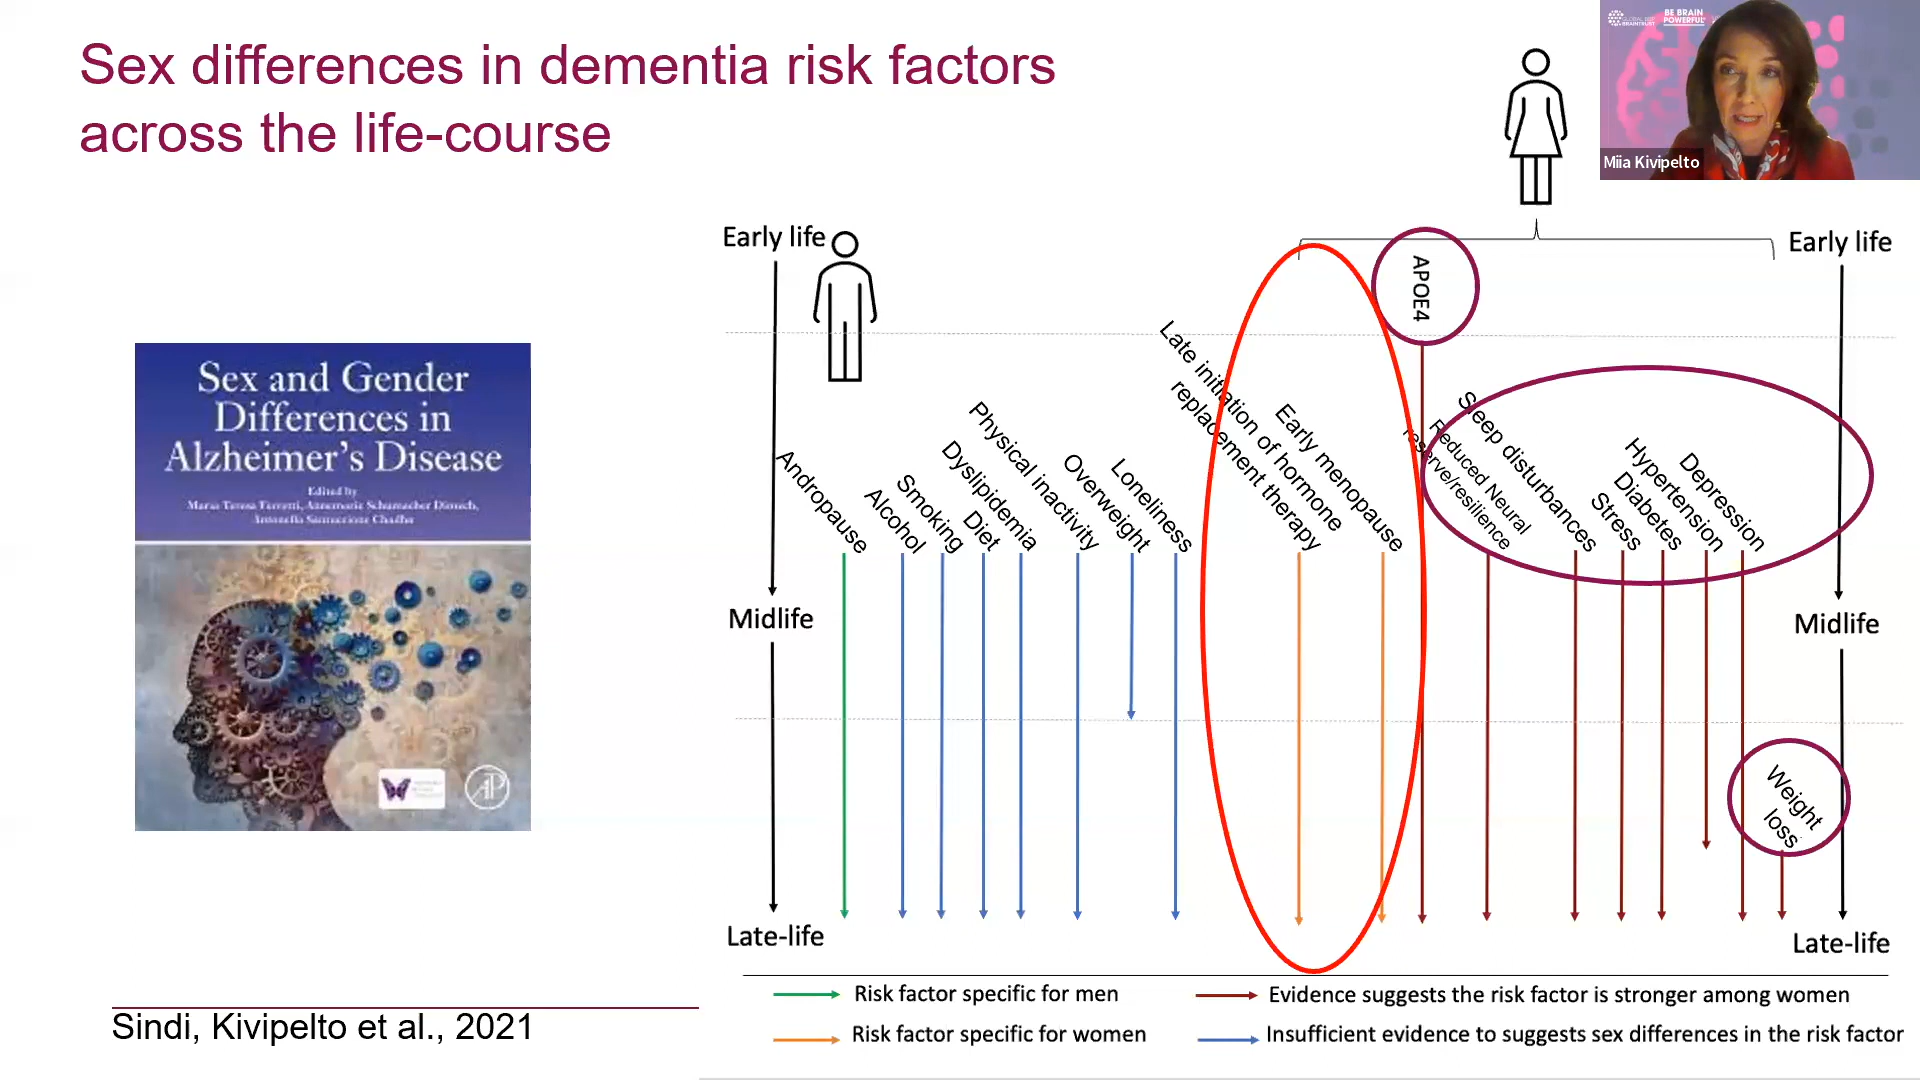 Sex differences in dementia risk factors
across the life-course
BE BRAIN
POWERFUL
Miia Kivipelto
Early life
Early life
APOE4
Andropause
Alcohol
Smoking
Diet
Dyslipidemia
Physical inactivity
Overweight
Loneliness
Late initiation of hormone
replacement therapy
Early menopause
Reduced Neural
reserve/resilience
Sleep disturbances
Stress
Diabetes
Hypertension
Depression
Midlife
Midlife
Weight
loss
Late-life
Late-life
Risk factor specific for men
Evidence suggests the risk factor is stronger among women
Risk factor specific for women
Insufficient evidence to suggests sex differences in the risk factor
Sex and Gender
Differences in
Alzheimer's Disease
Edited by
Maria Teresa Ferretti, Annemarie Schumacher Dimech,
Antonella Santuccione Chadha
AP
Sindi, Kivipelto et al., 2021